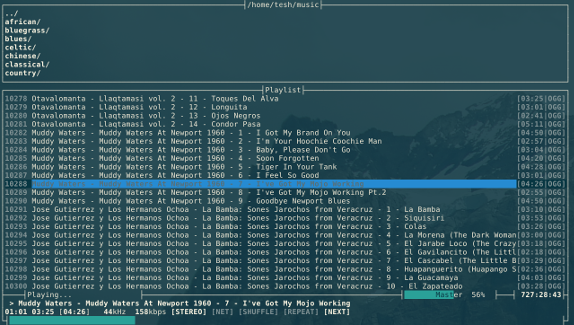 /home/tesh/music
../
african/
bluegrass/
blues/
celtic/
chinese/
classical/
country/
Playlist
10278 Otavalomanta - Llaqtamasi vol. 2 - 11 - Toques Del Alva [03:25|OGG]
10279 Otavalomanta - Llaqtamasi vol. 2 - 12 - Longuita [03:01|OGG]
10280 Otavalomanta - Llaqtamasi vol. 2 - 13 - Ojos Negros [02:41|OGG]
10281 Otavalomanta - Llaqtamasi vol. 2 - 14 - Condor Pasa [05:11|OGG]
10282 Muddy Waters - Muddy Waters At Newport 1960 - 1 - I Got My Brand On You [04:50|OGG]
10283 Muddy Waters - Muddy Waters At Newport 1960 - 2 - I'm Your Hoochie Coochie Man [02:57|OGG]
10284 Muddy Waters - Muddy Waters At Newport 1960 - 3 - Baby, Please Don't Go [03:04|OGG]
10285 Muddy Waters - Muddy Waters At Newport 1960 - 4 - Soon Forgotten [04:20|OGG]
10286 Muddy Waters - Muddy Waters At Newport 1960 - 5 - Tiger In Your Tank [04:28|OGG]
10287 Muddy Waters - Muddy Waters At Newport 1960 - 6 - I Feel So Good [03:01|OGG]
10288 [04:26|OGG]
10289 Muddy Waters - Muddy Waters At Newport 1960 - 8 - I've Got My Mojo Working Pt.2 [02:55|OGG]
10290 Muddy Waters - Muddy Waters At Newport 1960 - 9 - Goodbye Newport Blues [04:50|OGG]
10291 Jose Gutierrez y Los Hermanos Ochoa - La Bamba: Sones Jarochos from Veracruz - 1 - La Bamba [03:10|OGG]
10292 Jose Gutierrez y Los Hermanos Ochoa - La Bamba: Sones Jarochos from Veracruz - 2 - Siquisiri [03:53|OGG]
10293 Jose Gutierrez y Los Hermanos Ochoa - La Bamba: Sones Jarochos from Veracruz - 3 - Colas [03:26|OGG]
10294 Jose Gutierrez y Los Hermanos Ochoa - La Bamba: Sones Jarochos from Veracruz - 4 - La Morena (The Dark Woman [03:00|OGG]
10295 Jose Gutierrez y Los Hermanos Ochoa - La Bamba: Sones Jarochos from Veracruz - 5 - El Jarabe Loco (The Crazy [03:18|OGG]
10296 Jose Gutierrez y Los Hermanos Ochoa - La Bamba: Sones Jarochos from Veracruz - 6 - El Gavilancito (The Littl [02:18|OGG]
10297 Jose Gutierrez y Los Hermanos Ochoa - La Bamba: Sones Jarochos from Veracruz - 7 - El Cascabel (The Little B [03:29|OGG]
10298 Jose Gutierrez y Los Hermanos Ochoa - La Bamba: Sones Jarochos from Veracruz - 8 - Huapanguerito (Huapango S [02:36|OGG]
10299 Jose Gutierrez y Los Hermanos Ochoa - La Bamba: Sones Jarochos from Veracruz - 9 - La Guacamaya [04:03|OGG]
10300 Jose Gutierrez y Los Hermanos Ochoa - La Bamba: Sones Jarochos from Veracruz - 10 - El Zapateado [03:28|OGG]
Playing... Master 56% 727:28:43
> Muddy Waters - Muddy Waters At Newport 1960 - 7 - I've Got My Mojo Working
01:01 03:25 [04:26] 44kHz 158kbps [STEREO] [NET] [SHUFFLE] [REPEAT] [NEXT]